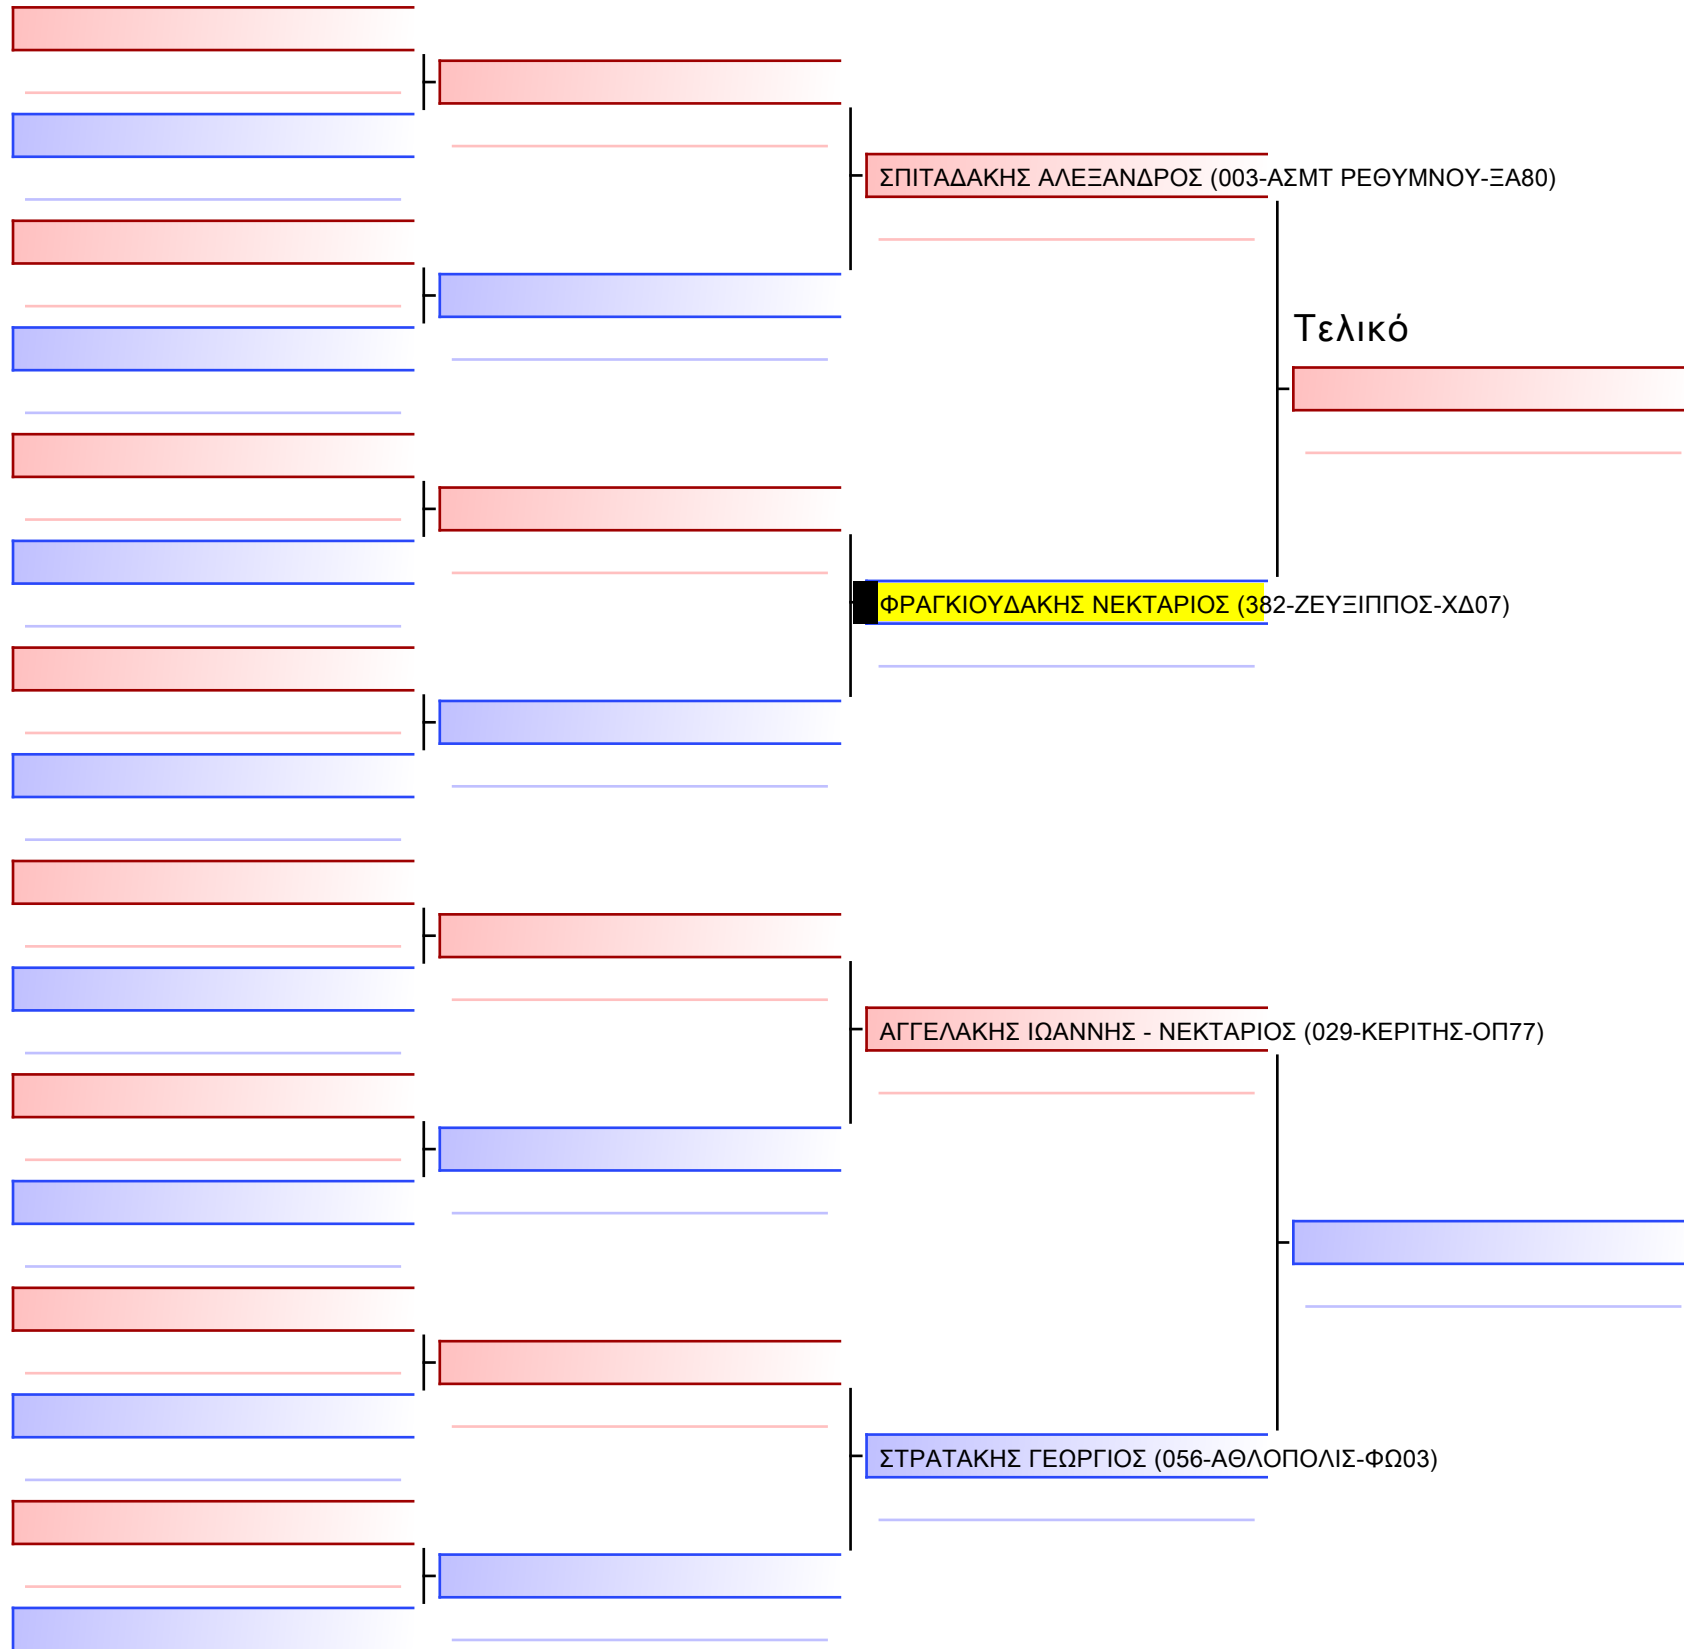 ΣΠΙΤΑΔΑΚΗΣ ΑΛΕΞΑΝΔΡΟΣ (003-ΑΣΜΤ ΡΕΘΥΜΝΟΥ-ΞΑ80)
Τελικό
ΦΡΑΓΚΙΟΥΔΑΚΗΣ ΝΕΚΤΑΡΙΟΣ (382-ΖΕΥΞΙΠΠΟΣ-ΧΔ07)
ΑΓΓΕΛΑΚΗΣ ΙΩΑΝΝΗΣ - ΝΕΚΤΑΡΙΟΣ (029-ΚΕΡΙΤΗΣ-ΟΠ77)
ΣΤΡΑΤΑΚΗΣ ΓΕΩΡΓΙΟΣ (056-ΑΘΛΟΠΟΛΙΣ-ΦΩ03)